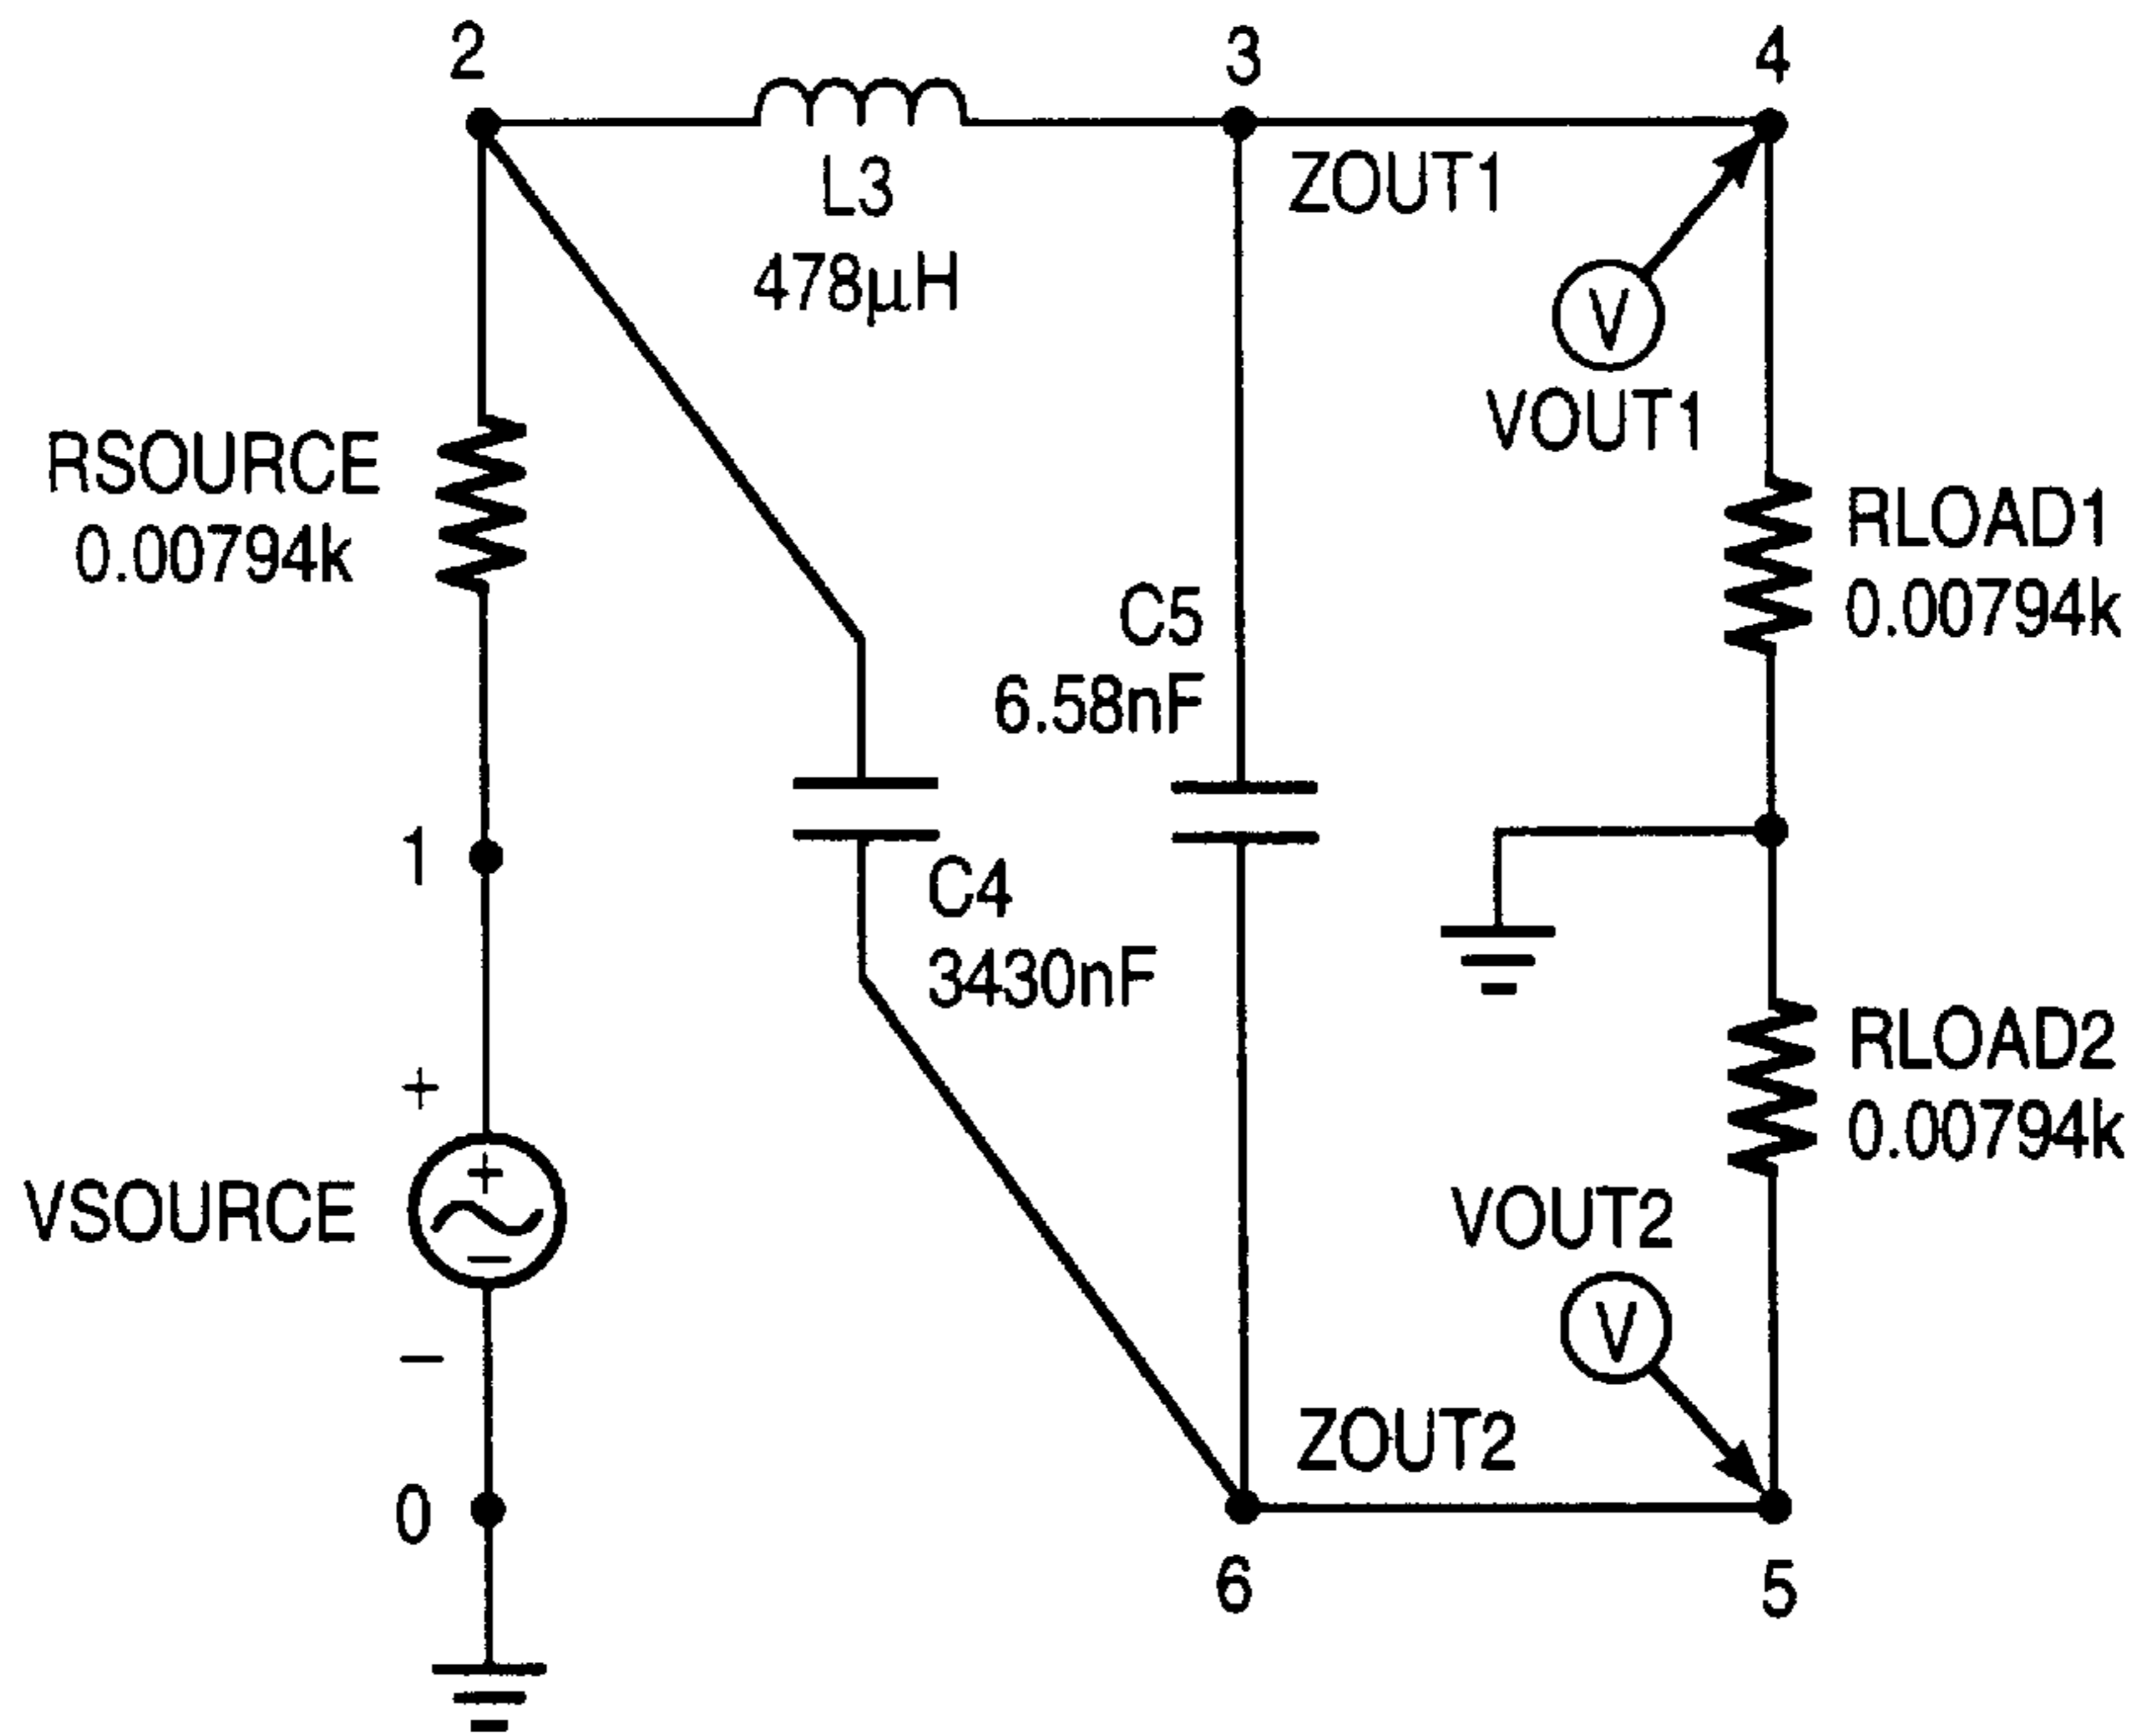 2
3
4
L3
478µH
ZOUT1
V
VOUT1
RSOURCE
0.00794k
RLOAD1
0.00794k
C5
6.58nF
1
C4
3430nF
RLOAD2
0.00794k
+
+
VSOURCE
−
−
VOUT2
V
ZOUT2
0
6
5